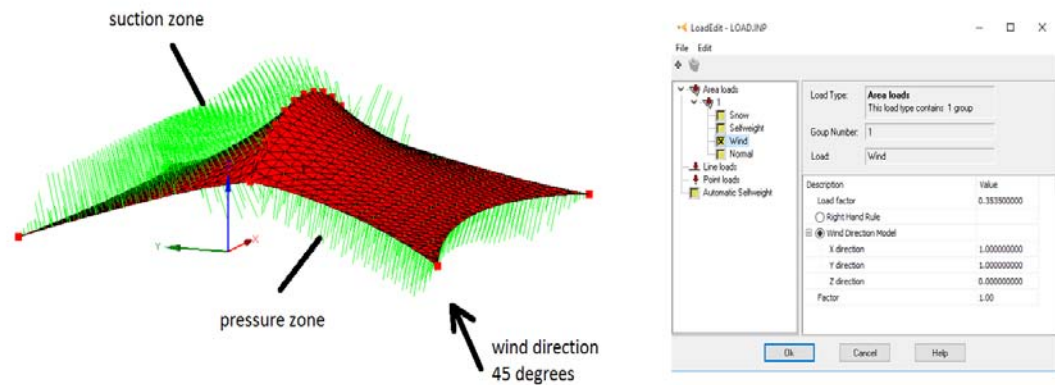 suction zone
pressure zone
wind direction
45 degrees
Y
X
LoadEdit - LOAD.INP
File Edit
Area loads
1
Snow
Selfweight
Wind
Normal
Line loads
Point loads
Automatic Selfweight
Load Type: Area loads
This load type contains 1 group
Goup Number: 1
Load: Wind
Description Value
Load factor 0.353500000
Right Hand Rule
Wind Direction Model
X direction 1.000000000
Y direction 1.000000000
Z direction 0.000000000
Factor 1.00
Ok Cancel Help